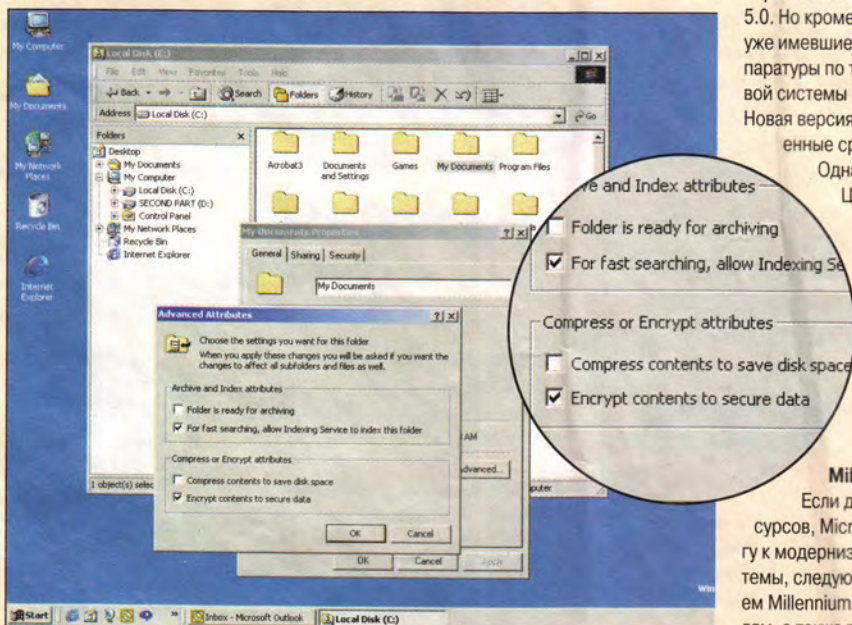 My Computer
My Documents
My Network
Places
Recycle Bin
Internet
Explorer
Local Disk (C:)
File Edit View Favorites Tools Help
Back Search Folders History
Address Local Disk (C:) Go
Folders
Desktop
My Documents
My Computer
Local Disk (C:)
SECOND PART (D:)
Control Panel
My Network Places
Recycle Bin
Internet Explorer
Acrobat3 Documents and Settings Games My Documents Program Files
1 object(s) selec
My Documents Properties
General Sharing Security
My Documents
AM
dvanced...
puter
OK Cancel Apply
Advanced Attributes
Choose the settings you want for this folder
When you apply these changes you will be asked if you want the
changes to affect all subfolders and files as well.
Archive and Index attributes
Folder is ready for archiving
For fast searching, allow Indexing Service to index this folder
Compress or Encrypt attributes
Compress contents to save disk space
Encrypt contents to secure data
OK Cancel
ve and Index attributes
Folder is ready for archiving
For fast searching, allow Indexing Se
Compress or Encrypt attributes
Compress contents to save disk space
Encrypt contents to secure data
Win
Start » Inbox - Microsoft Outlook Local Disk (C:)
5.0. Но кроме
уже имевшие
паратуры по т
вой системы
Новая версия
енные ср
Одна
Ц
Mil
Если д
сурсов, Micr
гу к модерниз
темы, следую
ем Millennium